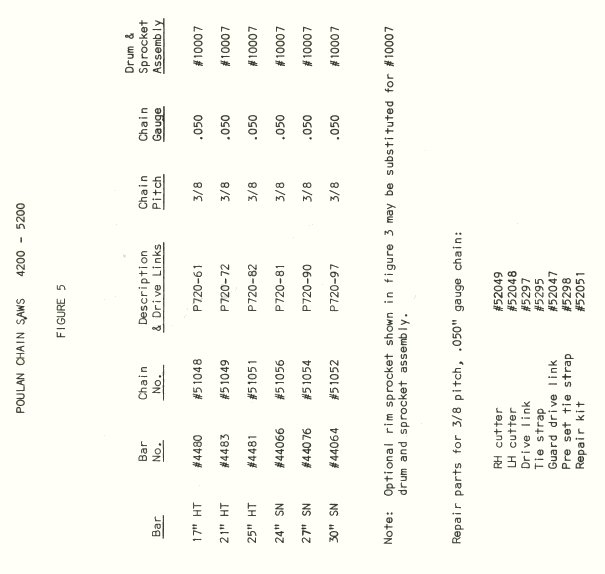 POULAN CHAIN SAWS 4200 - 5200
FIGURE 5
Bar Bar No. Chain No. Description & Drive Links Chain Pitch Chain Gauge Drum & Sprocket Assembly
17" HT #4480 #51048 P720-61 3/8 .050 #10007
21" HT #4483 #51049 P720-72 3/8 .050 #10007
25" HT #4481 #51051 P720-82 3/8 .050 #10007
24" SN #44066 #51056 P720-81 3/8 .050 #10007
27" SN #44076 #51054 P720-90 3/8 .050 #10007
30" SN #44064 #51052 P720-97 3/8 .050 #10007
Note: Optional rim sprocket shown in figure 3 may be substituted for #10007
drum and sprocket assembly.
Repair parts for 3/8 pitch, .050" gauge chain:
RH cutter #52049
LH cutter #52048
Drive link #5297
Tie strap #5295
Guard drive link #52047
Pre set tie strap #5298
Repair kit #52051